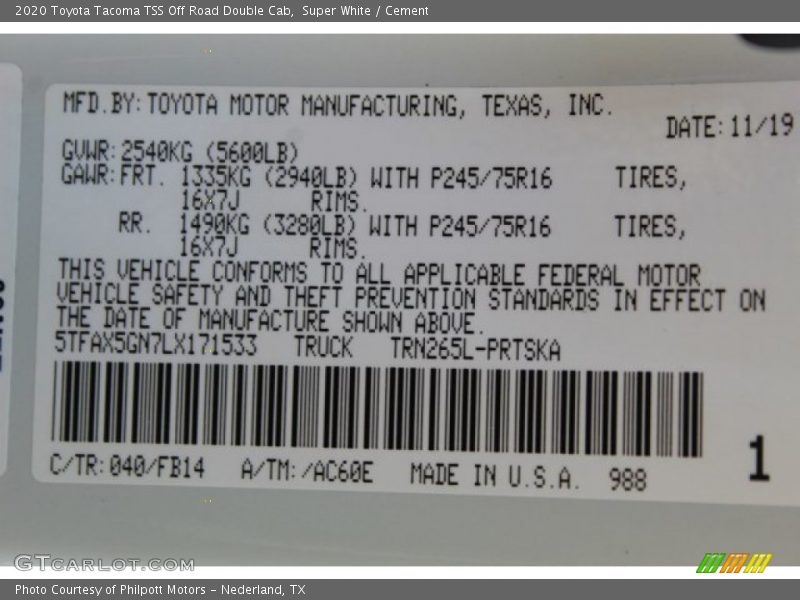 2020 Toyota Tacoma TSS Off Road Double Cab, Super White / Cement
MFD.BY:TOYOTA MOTOR MANUFACTURING, TEXAS, INC.
DATE:11/19
GVWR:2540KG (5600LB)
GAWR:FRT. 1335KG (2940LB) WITH P245/75R16 TIRES,
16X7J RIMS.
RR. 1490KG (3280LB) WITH P245/75R16 TIRES,
16X7J RIMS.
THIS VEHICLE CONFORMS TO ALL APPLICABLE FEDERAL MOTOR
VEHICLE SAFETY AND THEFT PREVENTION STANDARDS IN EFFECT ON
THE DATE OF MANUFACTURE SHOWN ABOVE.
5TFAX5GN7LX171533 TRUCK TRN265L-PRTSKA
C/TR:040/FB14 A/TM:/AC60E MADE IN U.S.A. 988
1
GTCARLOT.COM
Photo Courtesy of Philpott Motors - Nederland, TX